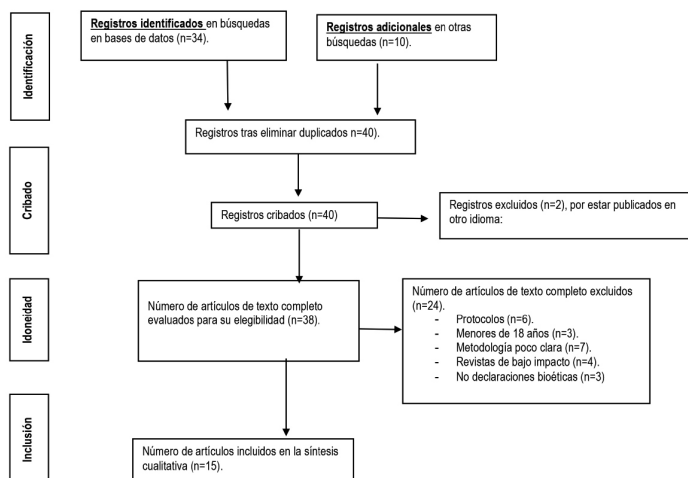 Identificación
Registros identificados en búsquedas
en bases de datos (n=34).
Registros adicionales en otras
búsquedas (n=10).
Registros tras eliminar duplicados n=40).
Cribado
Registros cribados (n=40)
Registros excluidos (n=2), por estar publicados en
otro idioma:
Idoneidad
Número de artículos de texto completo
evaluados para su elegibilidad (n=38).
Número de artículos de texto completo excluidos
(n=24).
- Protocolos (n=6).
- Menores de 18 años (n=3).
- Metodología poco clara (n=7).
- Revistas de bajo impacto (n=4).
- No declaraciones bioéticas (n=3)
Inclusión
Número de artículos incluidos en la síntesis
cualitativa (n=15).